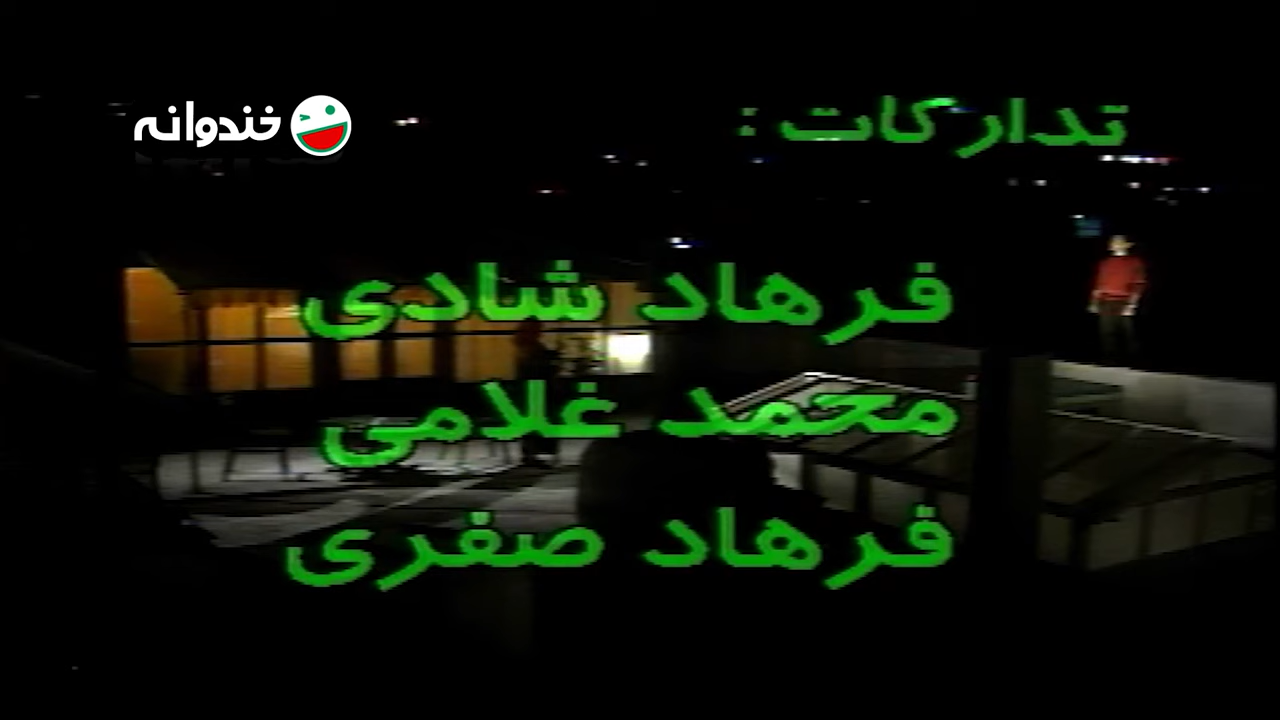 خندوانه
تدارکات :
فرهاد شادی
محمد غلامی
فرهاد صفری